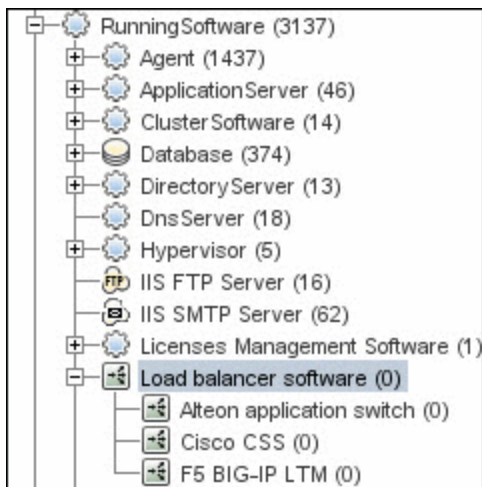 RunningSoftware (3137)
Agent (1437)
ApplicationServer (46)
ClusterSoftware (14)
Database (374)
DirectoryServer (13)
DnsServer (18)
Hypervisor (5)
FTP IIS FTP Server (16)
IIS SMTP Server (62)
Licenses Management Software (1)
Load balancer software (0)
Alteon application switch (0)
Cisco CSS (0)
F5 BIG-IP LTM (0)